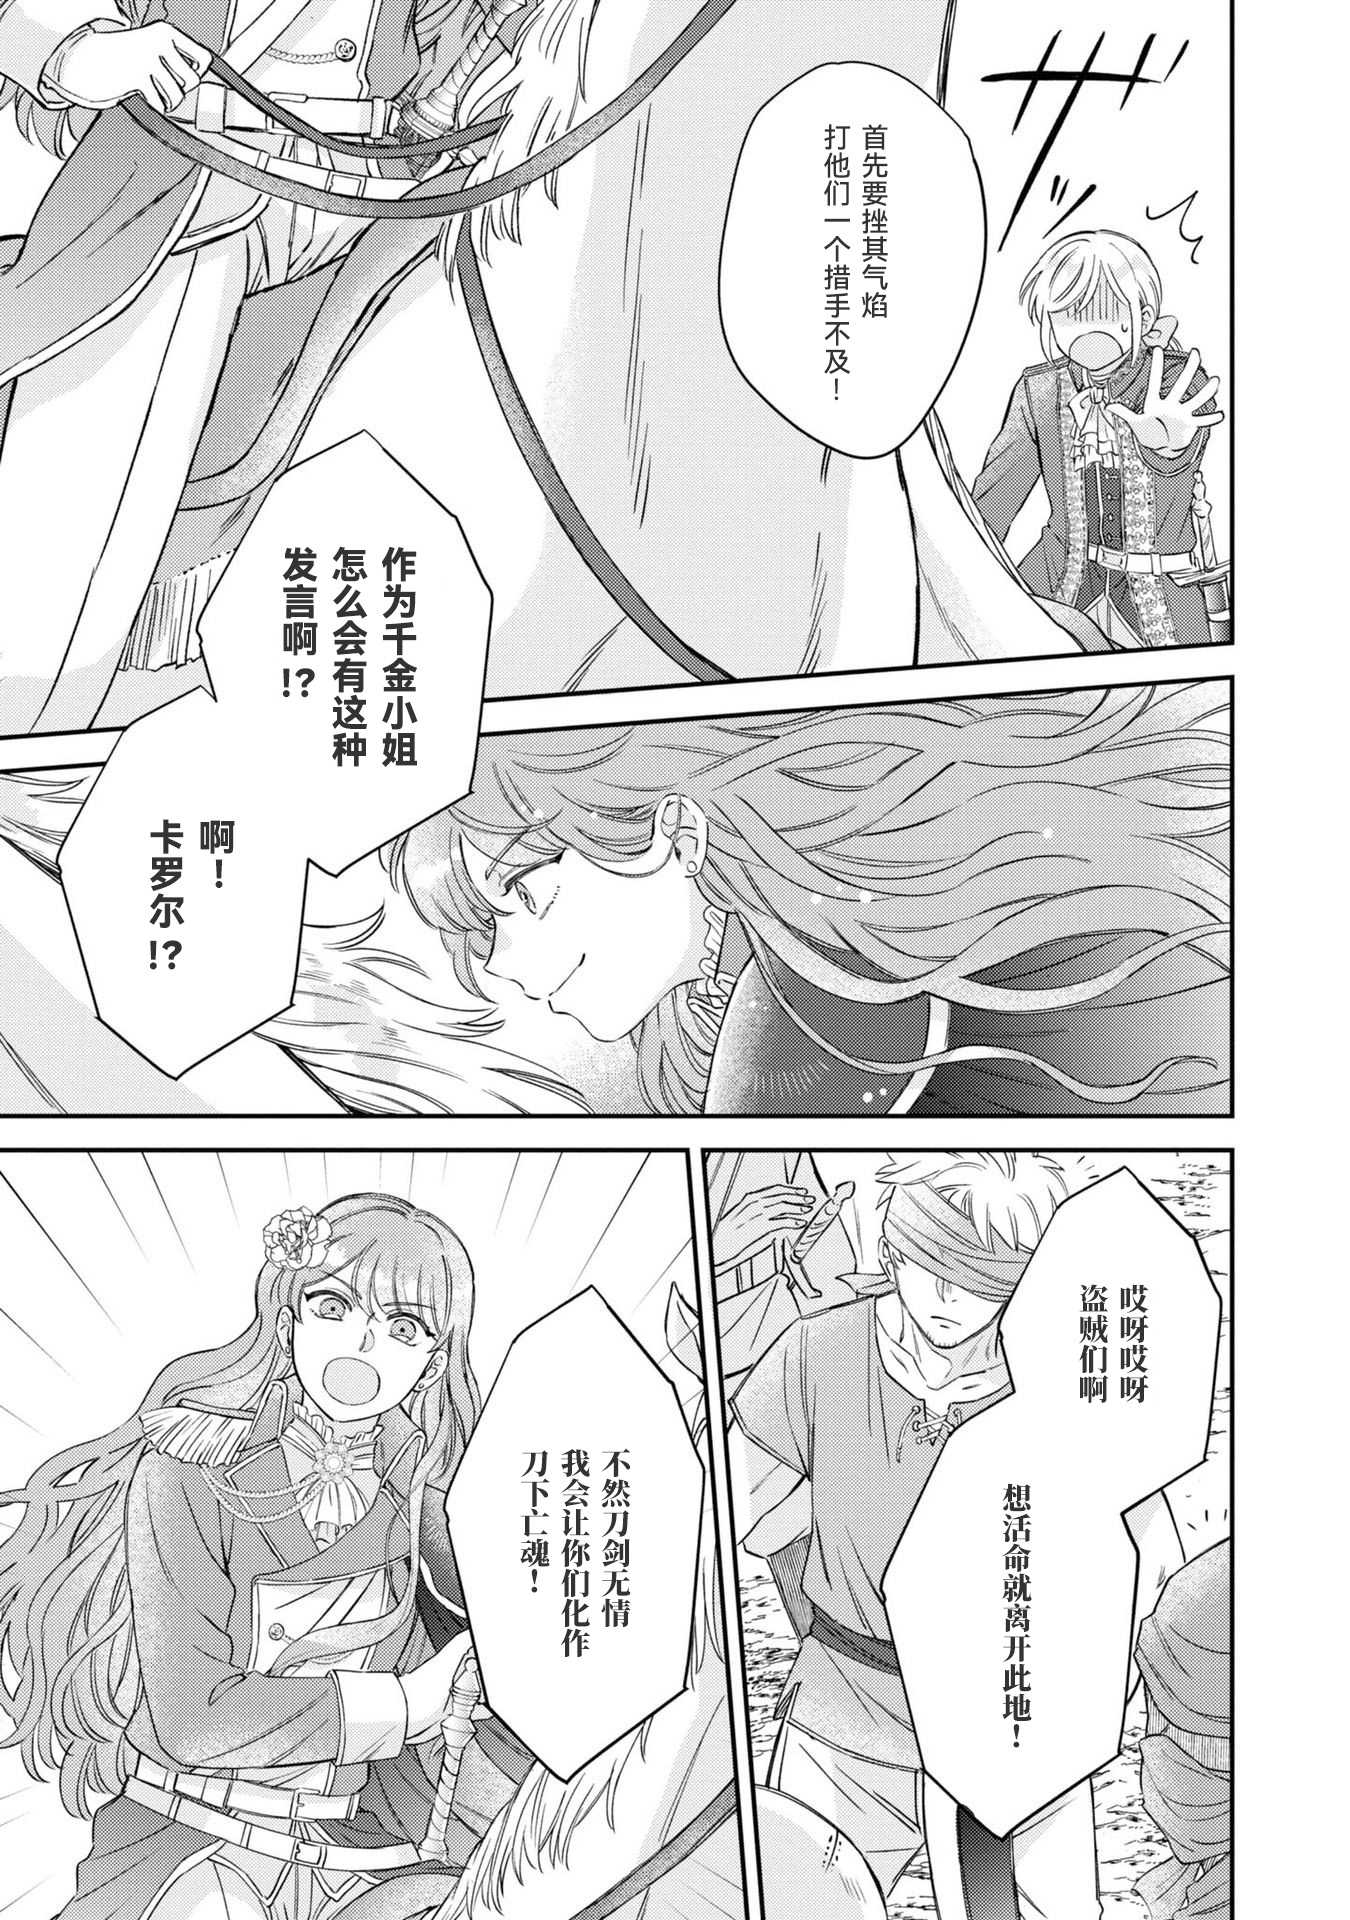 首先要挫其气焰
打他们一个措手不及！
作为千金小姐
怎么会有这种
发言啊！？
啊！
卡罗尔！？
哎呀哎呀
盗贼们啊
想活命就离开此地！
不然刀剑无情
我会让你们化作
刀下亡魂！